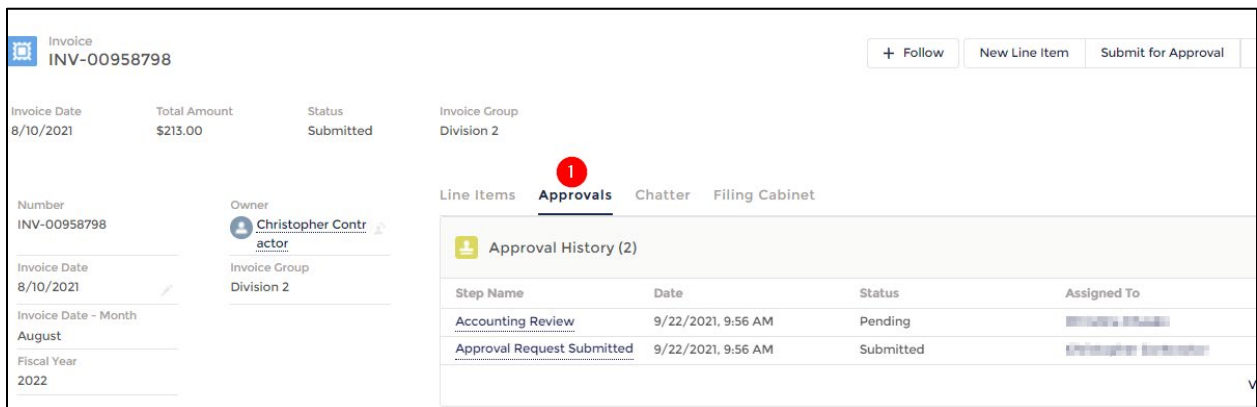 Invoice
INV-00958798
+ Follow New Line Item Submit for Approval
Invoice Date Total Amount Status Invoice Group
8/10/2021 $213.00 Submitted Division 2
1
Line Items Approvals Chatter Filing Cabinet
Number Owner
INV-00958798 Christopher Contr
actor
Approval History (2)
Invoice Date Invoice Group
8/10/2021 Division 2
Step Name Date Status Assigned To
Invoice Date - Month
August
Accounting Review 9/22/2021, 9:56 AM Pending
Approval Request Submitted 9/22/2021, 9:56 AM Submitted
Fiscal Year
2022